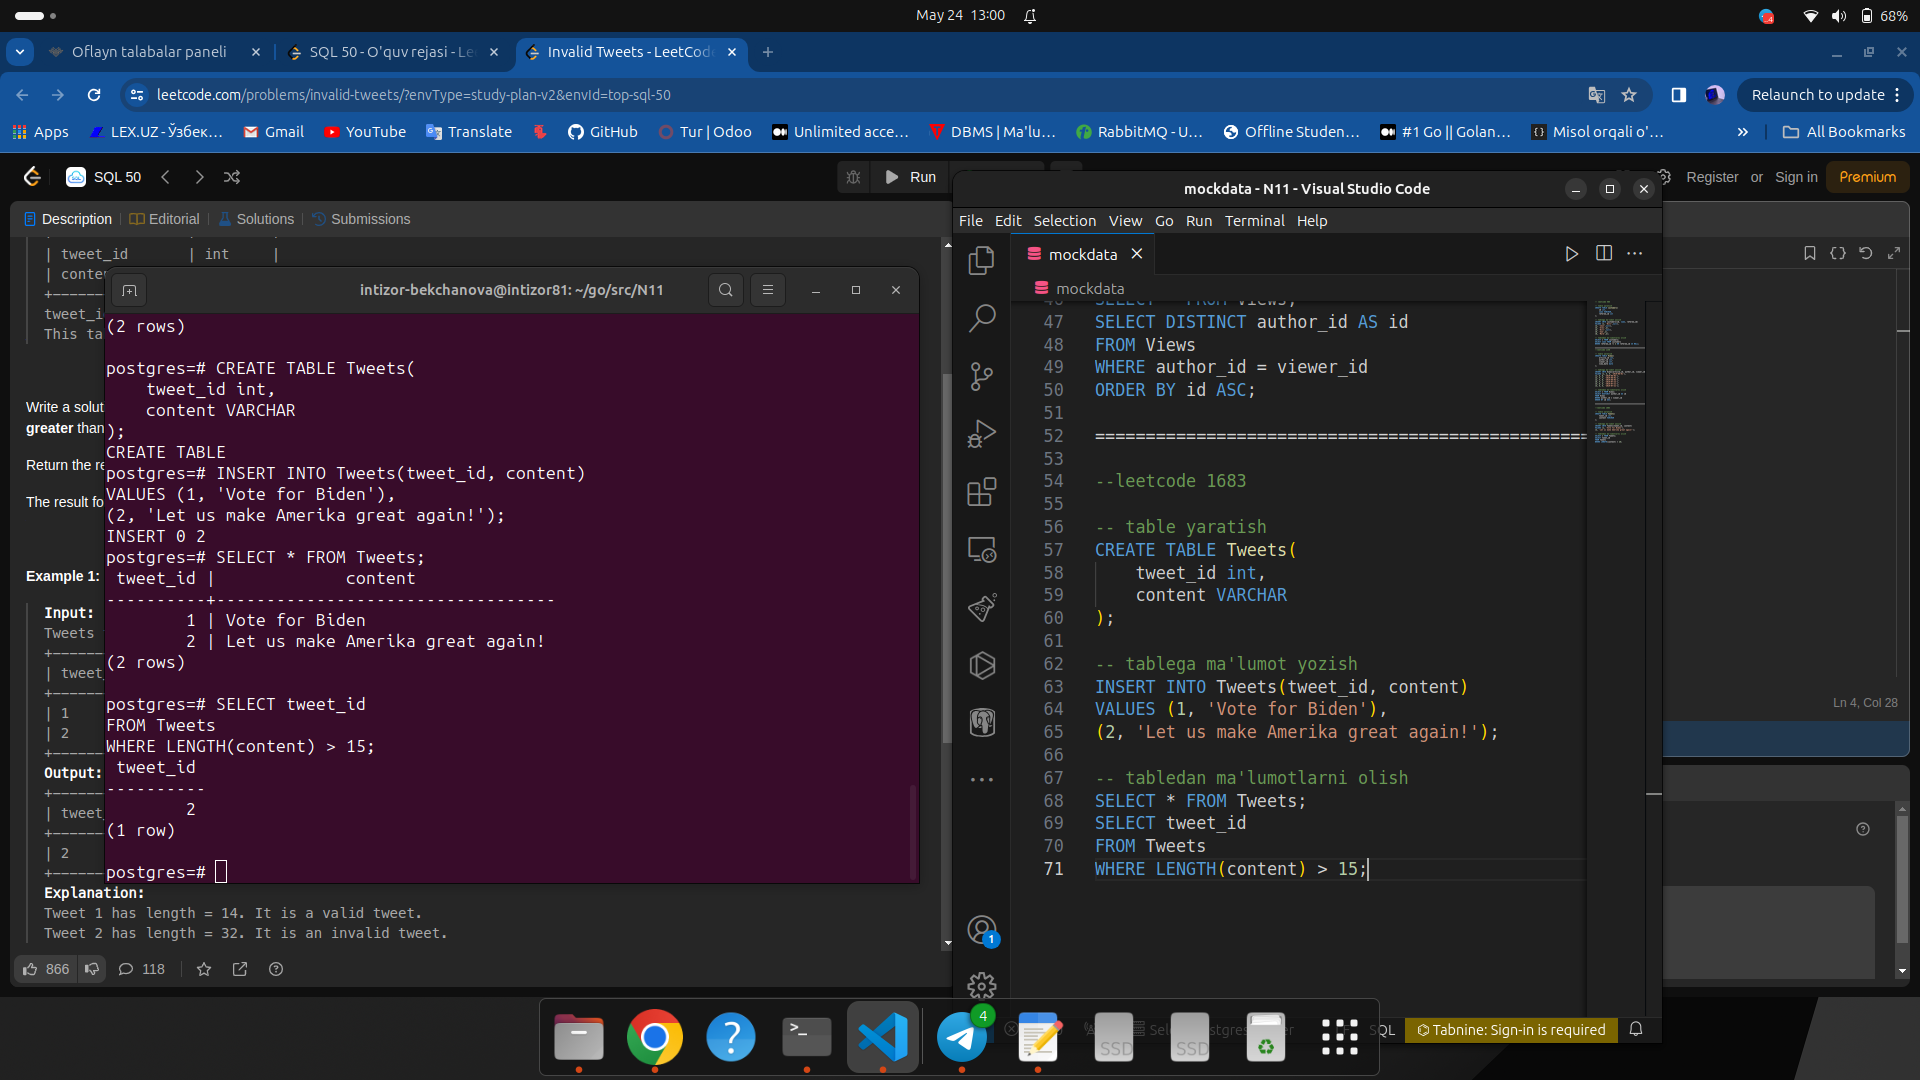 May 24 13:00
68%
Oflayn talabalar paneli
SQL 50 - O'quv rejasi - Le
Invalid Tweets - LeetCode
leetcode.com/problems/invalid-tweets/?envType=study-plan-v2&envId=top-sql-50
Relaunch to update
Apps
LEX.UZ - Ўзбек...
Gmail
YouTube
Translate
GitHub
Tur | Odoo
Unlimited acce...
DBMS | Ma'lu...
RabbitMQ - U...
Offline Studen...
#1 Go || Golan...
Misol orqali o'...
»
All Bookmarks
SQL 50
Run
Register or Sign in
Premium
Description
Editorial
Solutions
Submissions
| tweet_id | int |
| conte
tweet_i
This ta
Write a solut
greater than
Return the re
The result fo
Example 1:
Input:
Tweets
| tweet
| 1
| 2
Output:
| tweet
| 2
Explanation:
Tweet 1 has length = 14. It is a valid tweet.
Tweet 2 has length = 32. It is an invalid tweet.
866
118
intizor-bekchanova@intizor81: ~/go/src/N11
(2 rows)
postgres=# CREATE TABLE Tweets(
tweet_id int,
content VARCHAR
);
CREATE TABLE
postgres=# INSERT INTO Tweets(tweet_id, content)
VALUES (1, 'Vote for Biden'),
(2, 'Let us make Amerika great again!');
INSERT 0 2
postgres=# SELECT * FROM Tweets;
tweet_id | content
----------+---------------------------------
1 | Vote for Biden
2 | Let us make Amerika great again!
(2 rows)
postgres=# SELECT tweet_id
FROM Tweets
WHERE LENGTH(content) > 15;
tweet_id
----------
2
(1 row)
postgres=#
mockdata - N11 - Visual Studio Code
File Edit Selection View Go Run Terminal Help
mockdata
mockdata
46 SELECT * FROM Views;
47 SELECT DISTINCT author_id AS id
48 FROM Views
49 WHERE author_id = viewer_id
50 ORDER BY id ASC;
51
52 =================================================
53
54 --leetcode 1683
55
56 -- table yaratish
57 CREATE TABLE Tweets(
58 tweet_id int,
59 content VARCHAR
60 );
61
62 -- tablega ma'lumot yozish
63 INSERT INTO Tweets(tweet_id, content)
64 VALUES (1, 'Vote for Biden'),
65 (2, 'Let us make Amerika great again!');
66
67 -- tabledan ma'lumotlarni olish
68 SELECT * FROM Tweets;
69 SELECT tweet_id
70 FROM Tweets
71 WHERE LENGTH(content) > 15;
1
Ln 4, Col 28
SQL
Tabnine: Sign-in is required
4
SSD
SSD